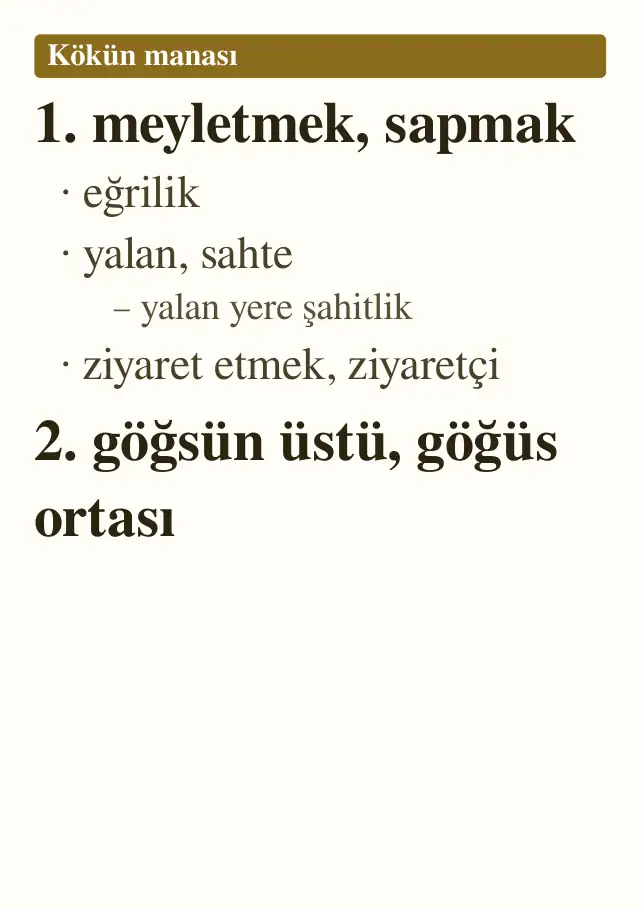 Kökün manası
1. meyletmek, sapmak
· eğrilik
· yalan, sahte
– yalan yere şahitlik
· ziyaret etmek, ziyaretçi
2. göğsün üstü, göğüs
ortası